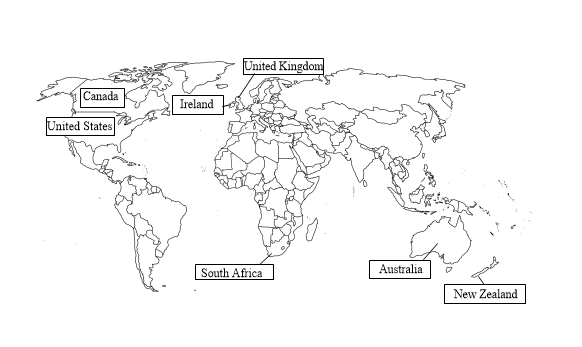 United Kingdom
Canada
Ireland
United States
South Africa
Australia
New Zealand